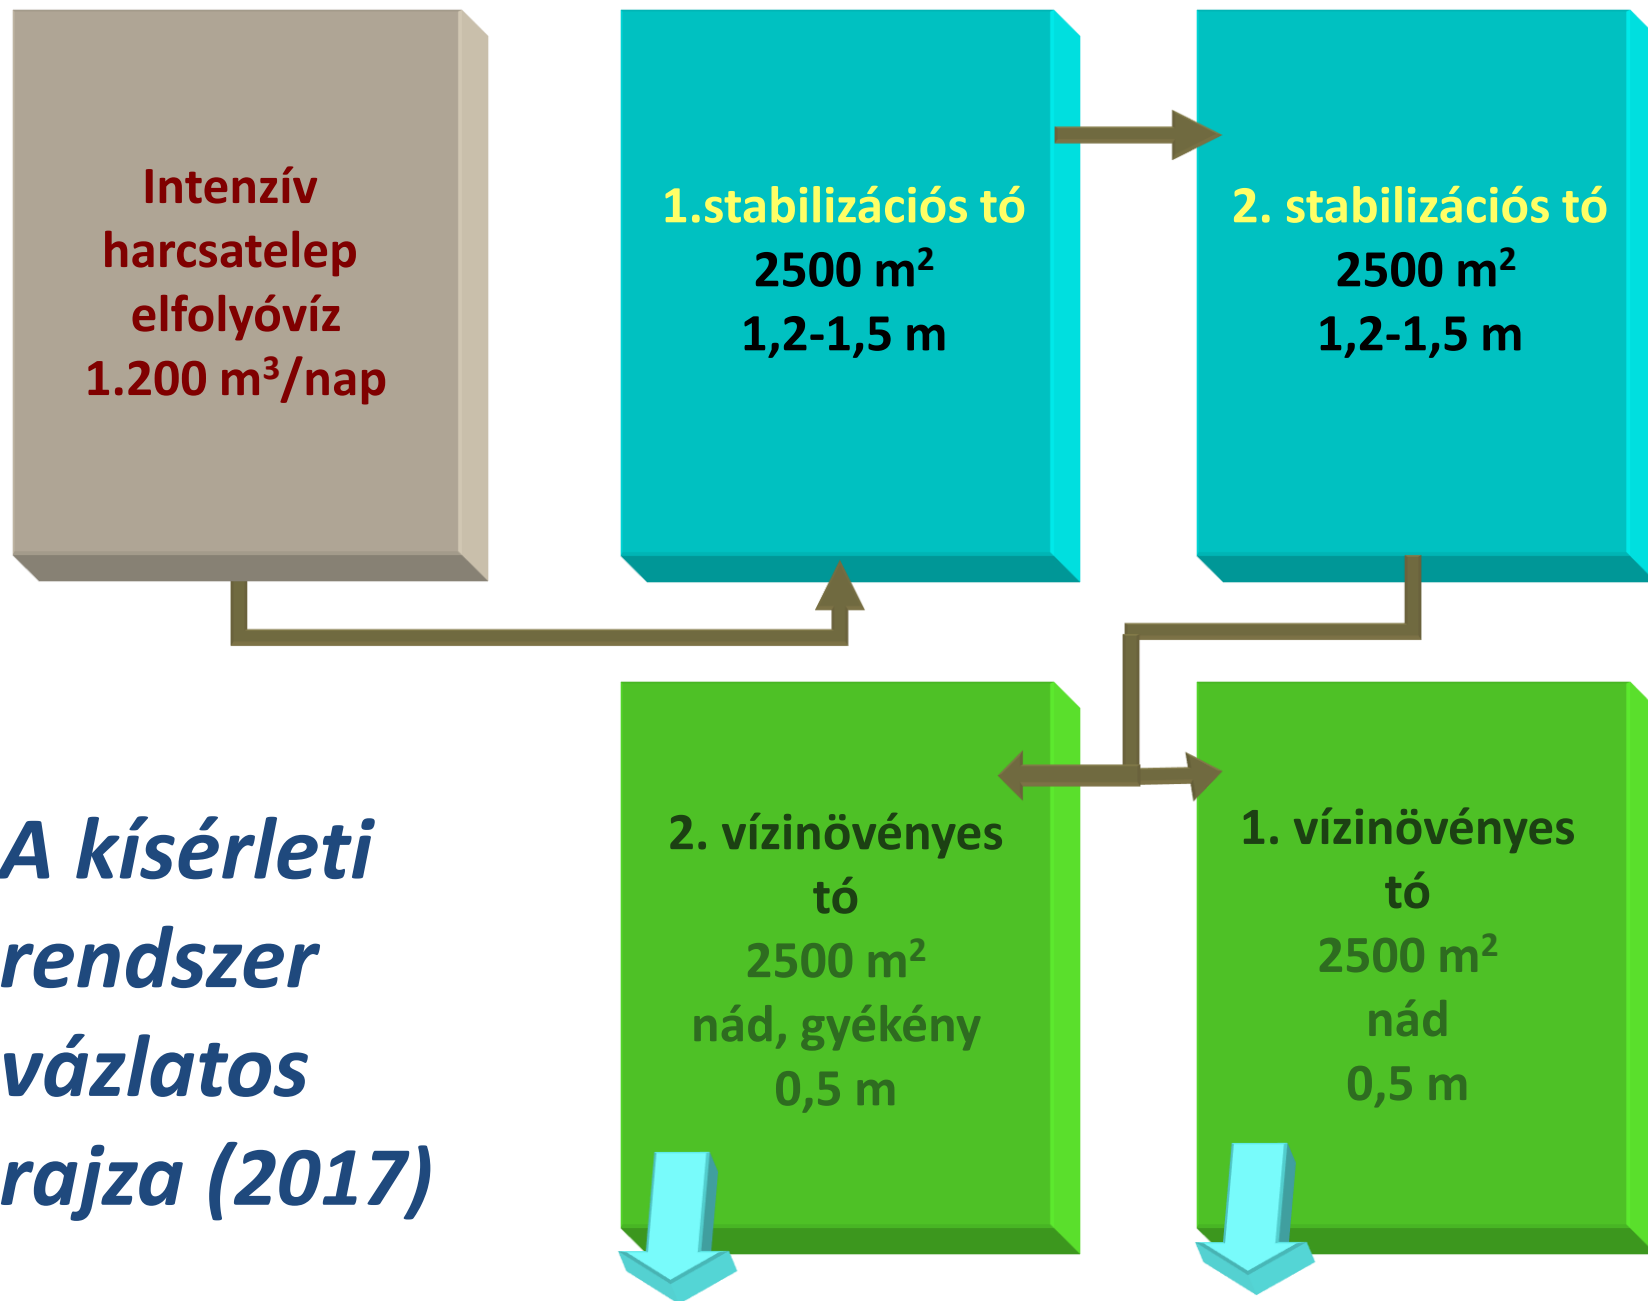 Intenzív
harcsatelep
elfolyóvíz
1.200 m³/nap
1.stabilizációs tó
2500 m²
1,2-1,5 m
2. stabilizációs tó
2500 m²
1,2-1,5 m
2. vízinövényes
tó
2500 m²
nád, gyékény
0,5 m
1. vízinövényes
tó
2500 m²
nád
0,5 m
A kísérleti
rendszer
vázlatos
rajza (2017)